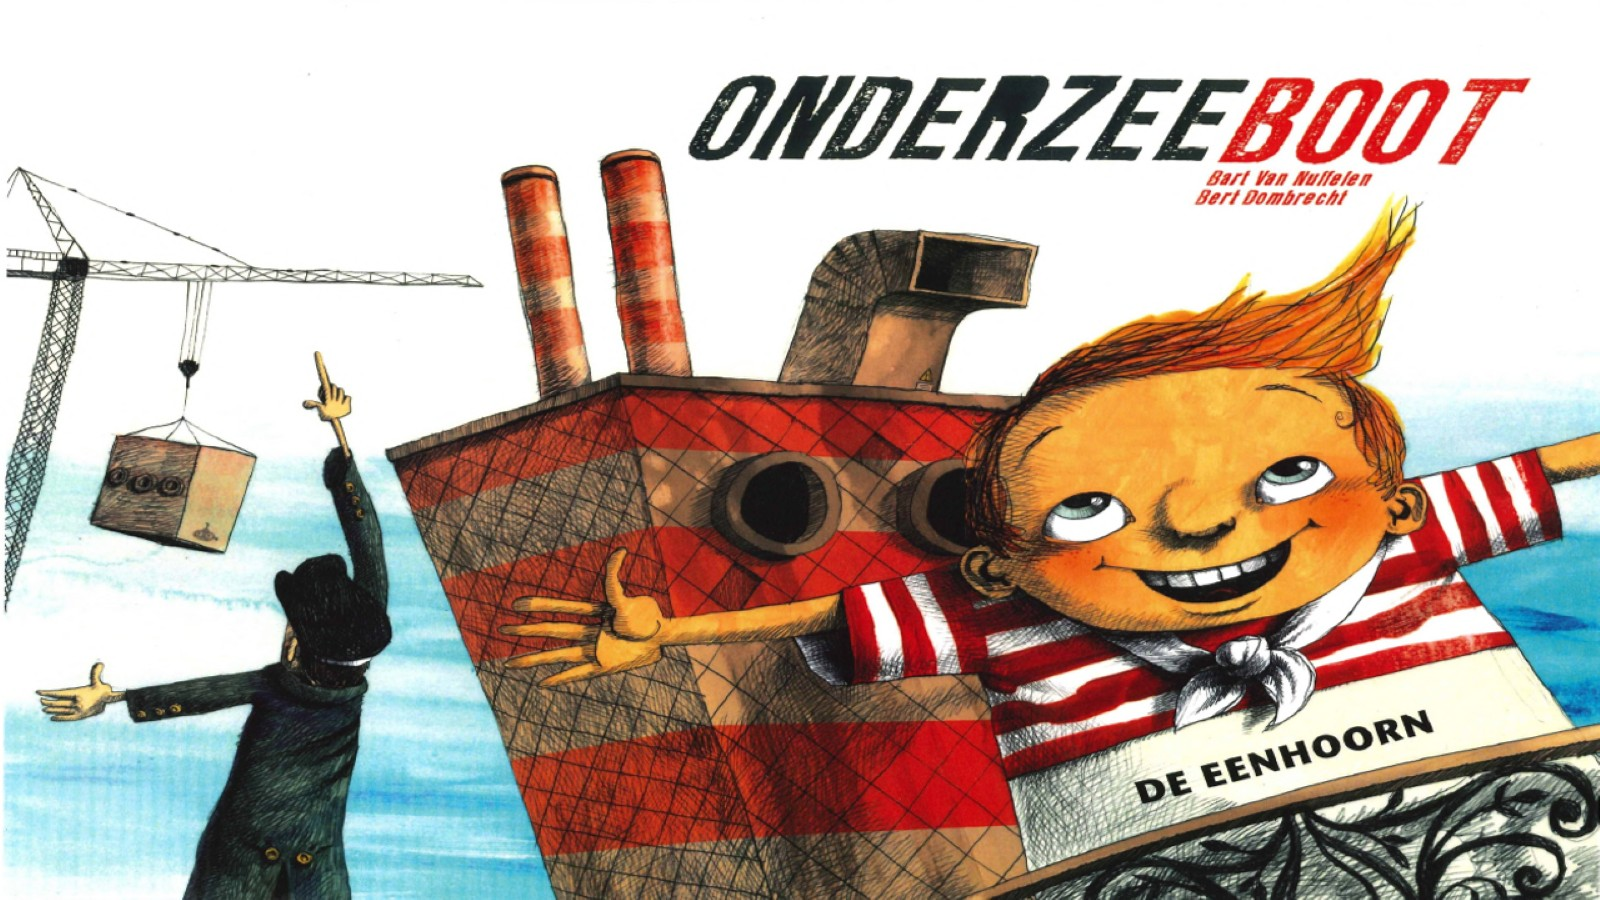 ONDERZEEBOOT
Bart Van Nuffelen
Bert Dombrecht
DE EENHOORN